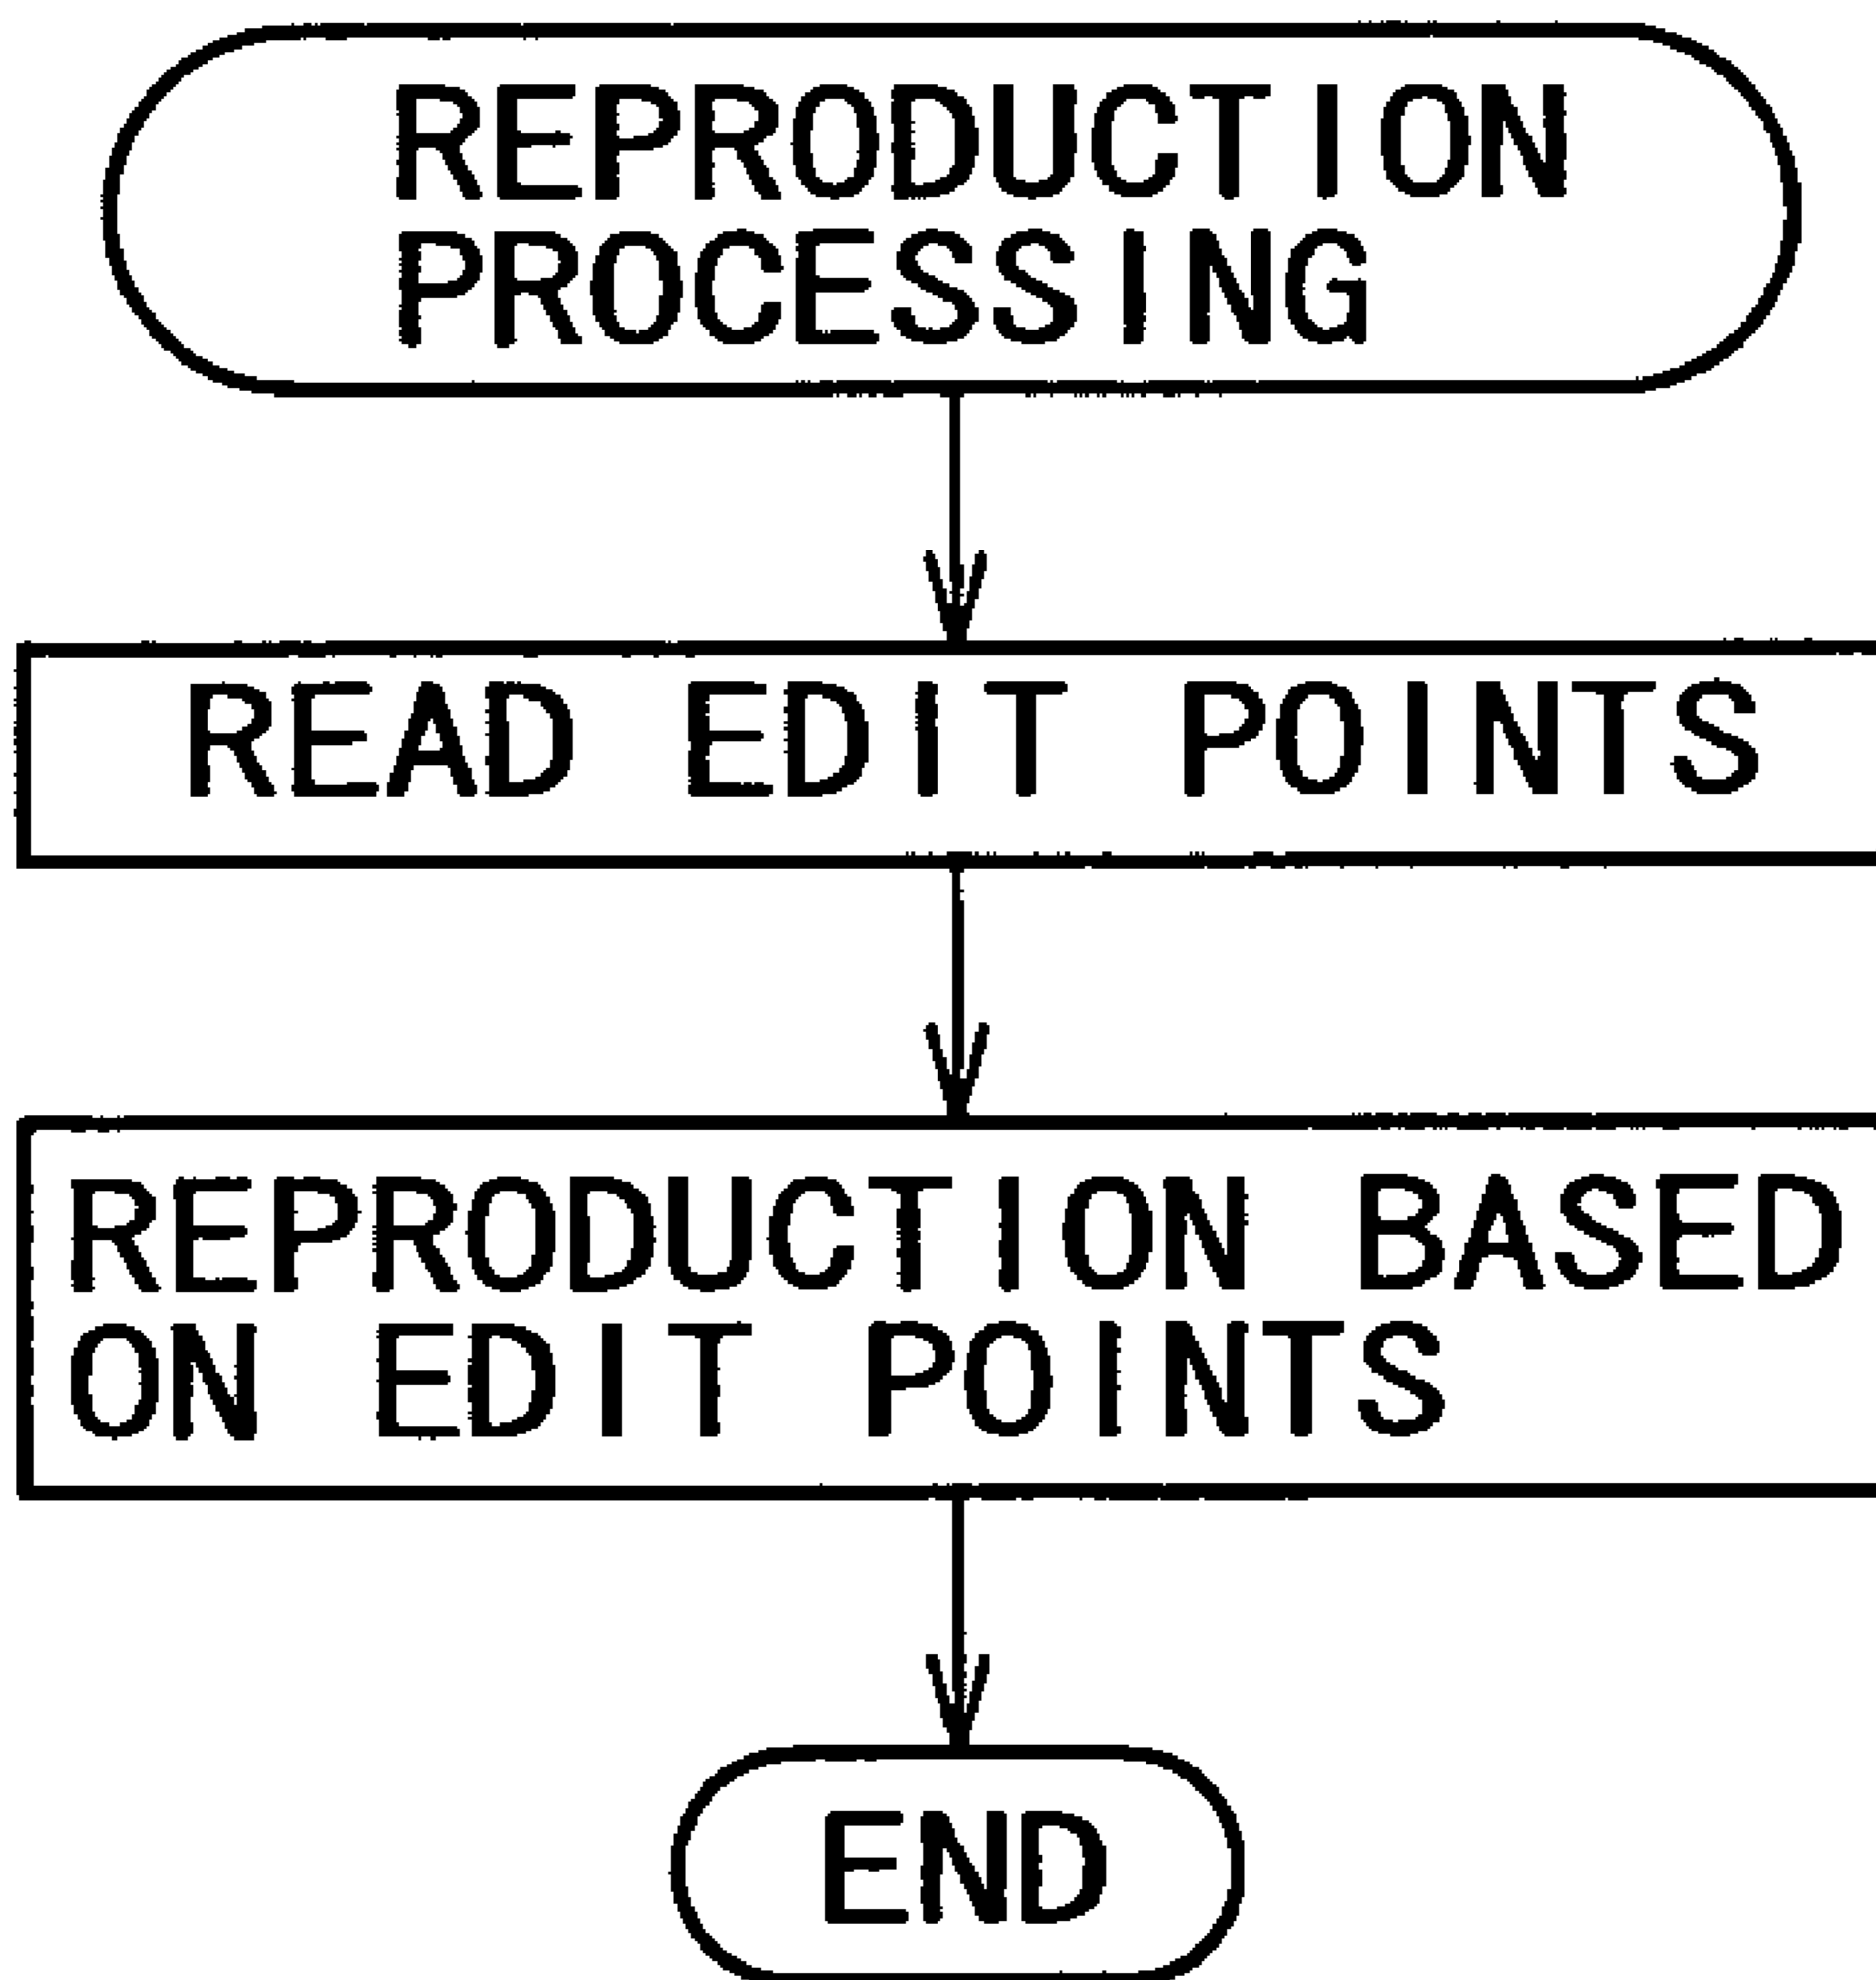 REPRODUCTION
PROCESSING
READ EDIT POINTS
REPRODUCTION BASED
ON EDIT POINTS
END